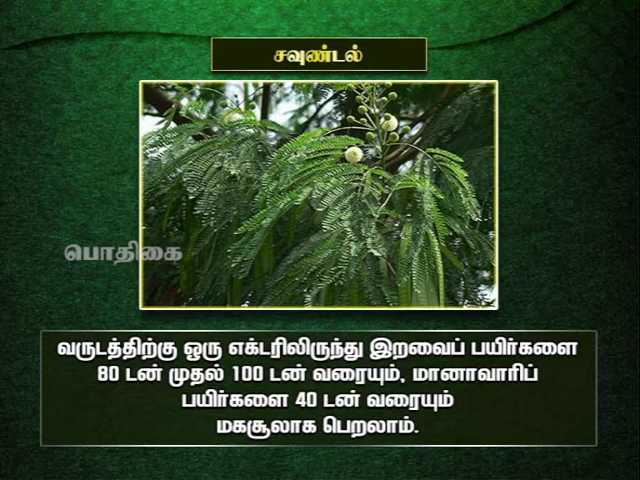 சவுண்டல்
பொதிகை
வருடத்திற்கு ஒரு எக்டரிலிருந்து இறவைப் பயிர்களை
80 டன் முதல் 100 டன் வரையும், மானாவாரிப்
பயிர்களை 40 டன் வரையும்
மகசூலாக பெறலாம்.